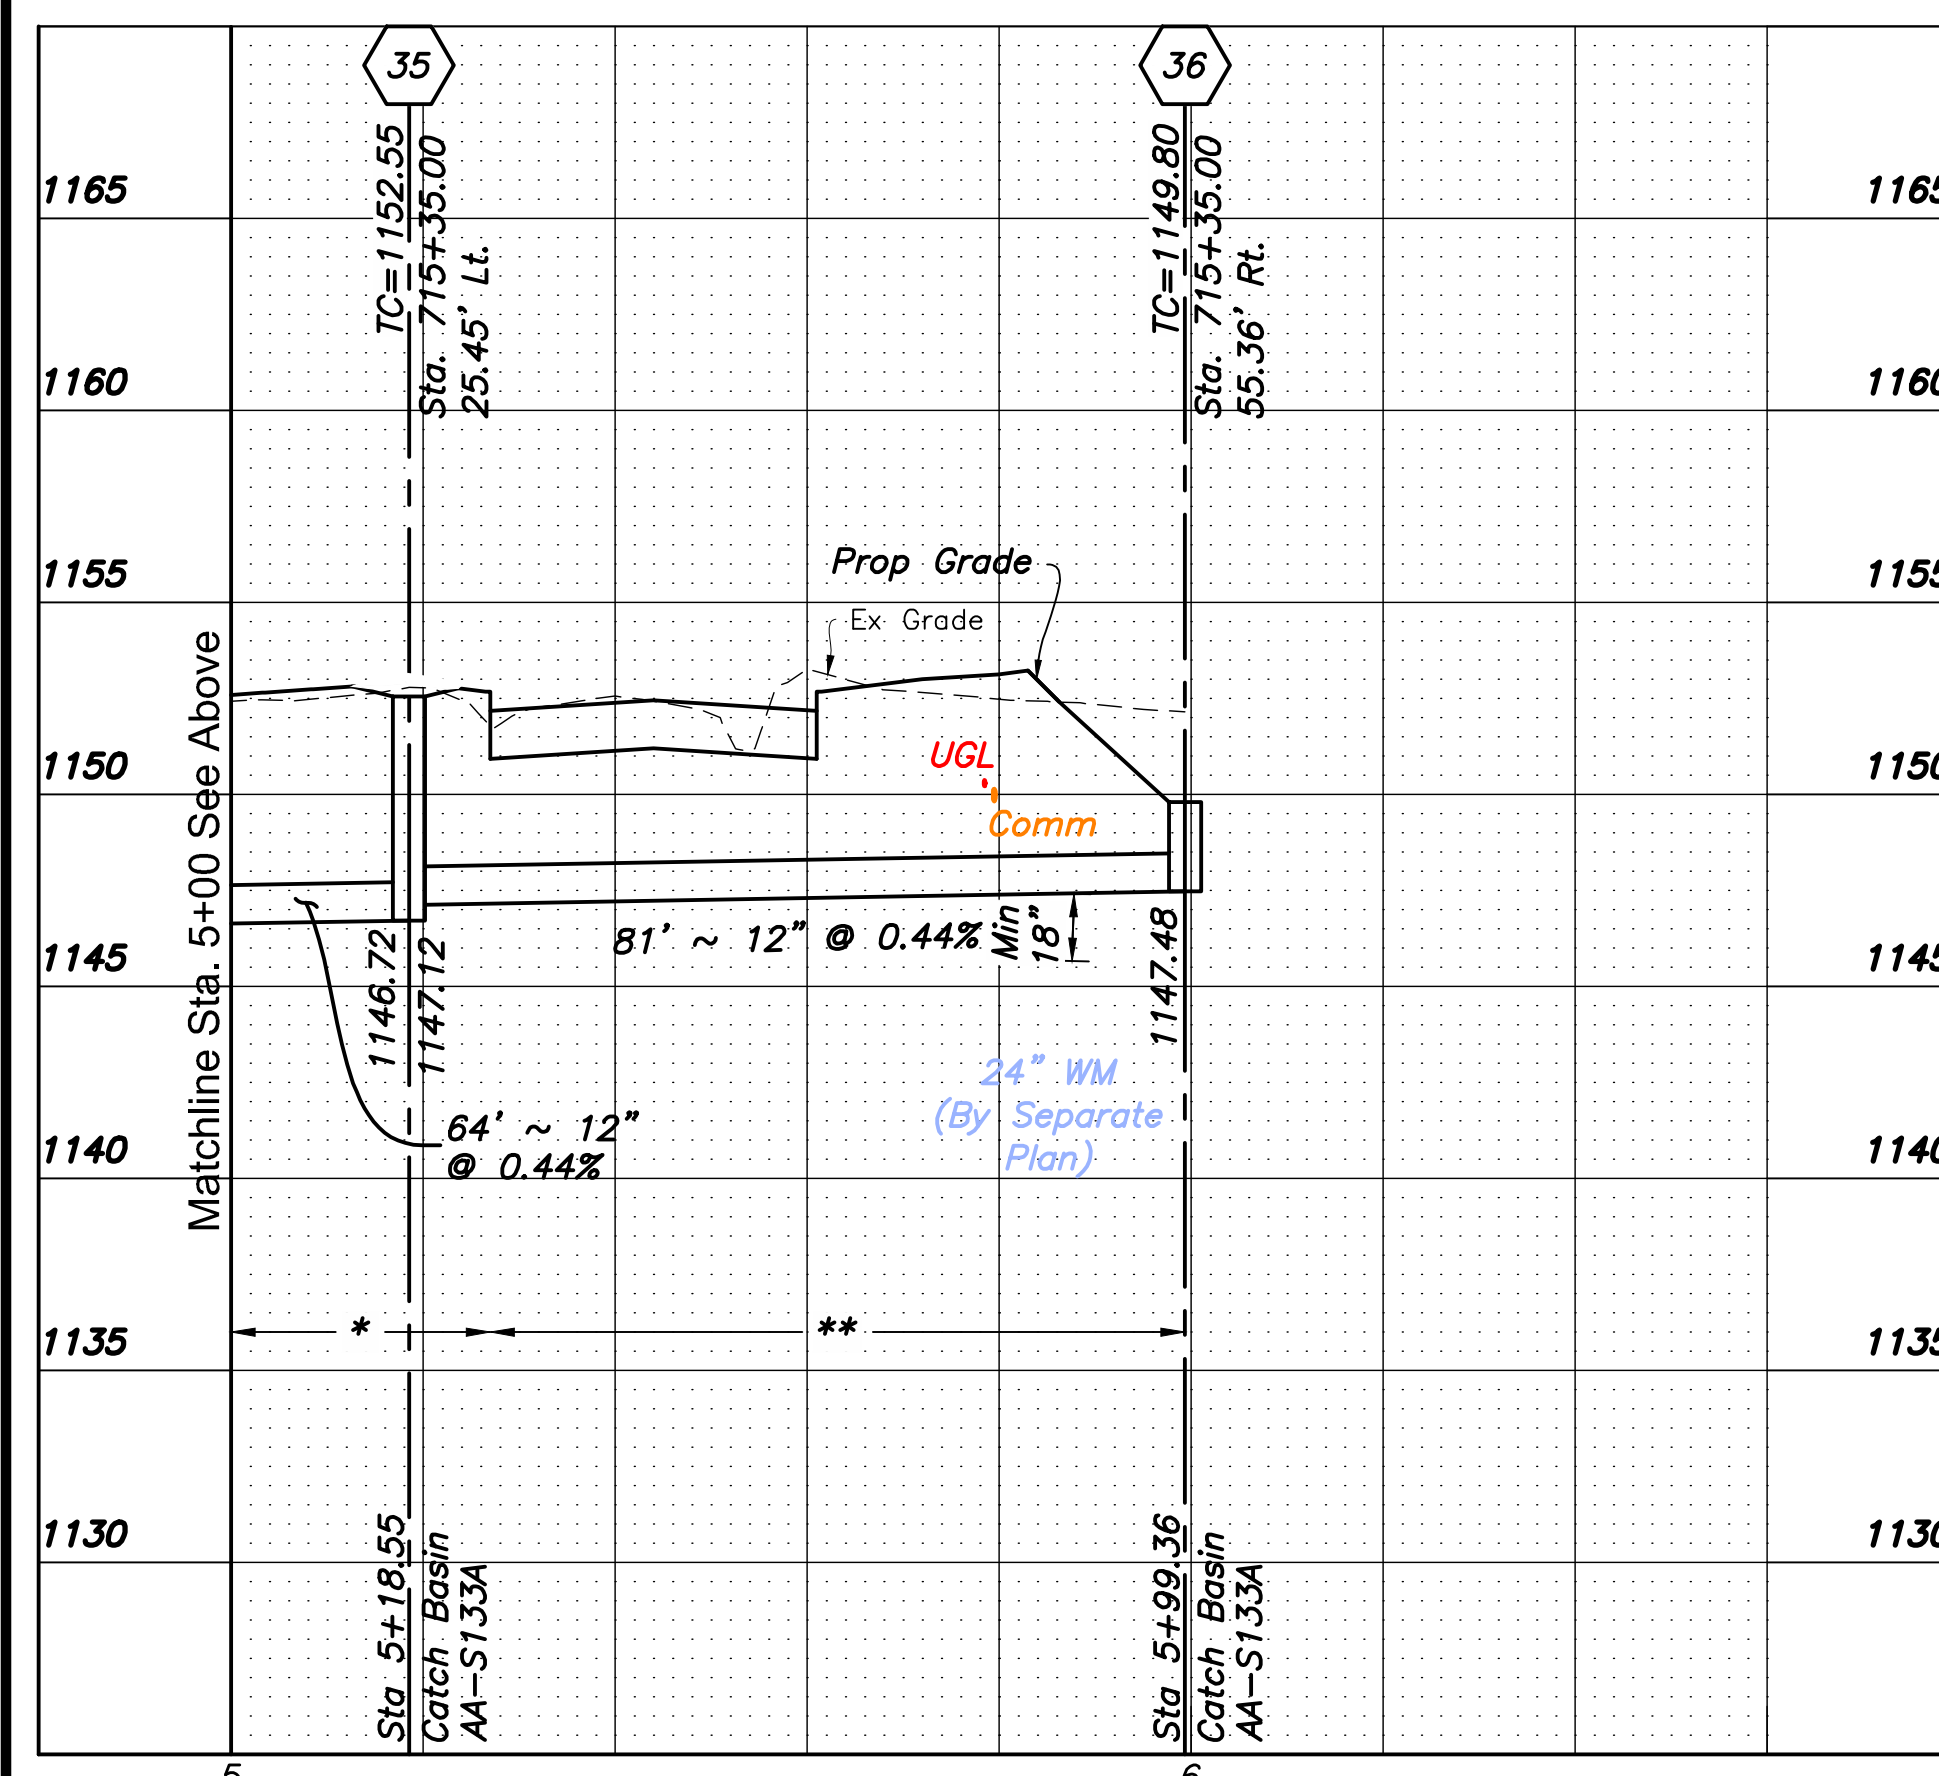 35
36
TC=1152.55
Sta. 715+35.00
25.45' Lt.
TC=1149.80
Sta. 715+35.00
55.36' Rt.
1165
1165
1160
1160
Prop Grade
1155
1155
Ex Grade
Matchline Sta. 5+00 See Above
UGL
1150
1150
Comm
81' ~ 12" @ 0.44%
Min
18"
1145
1145
1146.72
1147.12
1147.48
24" WM
(By Separate
Plan)
64' ~ 12"
@ 0.44%
1140
1140
*
**
1135
1135
1130
1130
Sta 5+18.55
Catch Basin
AA-S133A
Sta 5+99.36
Catch Basin
AA-S133A
5
6